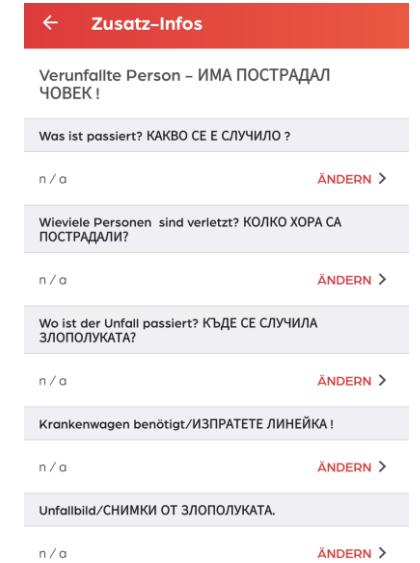 Zusatz-Infos
Verunfallte Person - ИМА ПОСТРАДАЛ
ЧОВЕК !
Was ist passiert? КАКВО СЕ Е СЛУЧИЛО ?
n / a ÄNDERN
Wieviele Personen sind verletzt? КОЛКО ХОРА СА
ПОСТРАДАЛИ?
n / a ÄNDERN
Wo ist der Unfall passiert? КЪДЕ СЕ СЛУЧИЛА
ЗЛОПОЛУКАТА?
n / a ÄNDERN
Krankenwagen benötigt/ИЗПРАТЕТЕ ЛИНЕЙКА !
n / a ÄNDERN
Unfallbild/СНИМКИ ОТ ЗЛОПОЛУКАТА.
n / a ÄNDERN